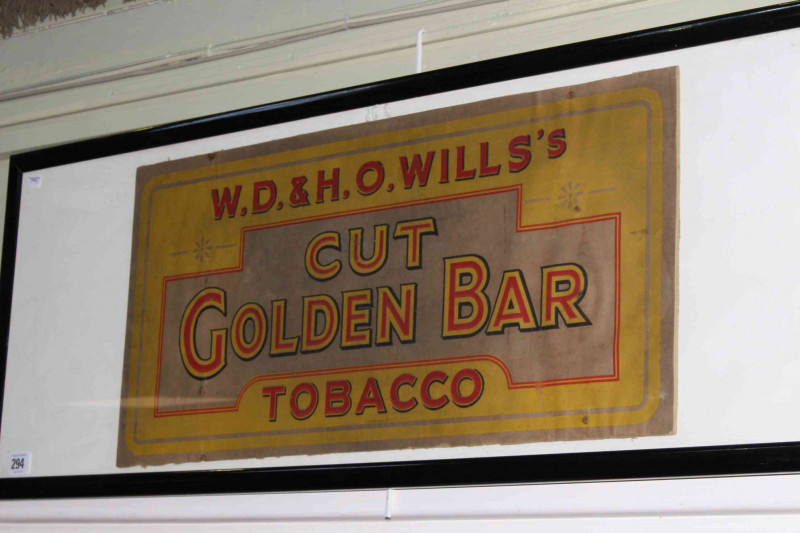 W.D. & H.O. WILLS's
CUT
GOLDEN BAR
TOBACCO
294